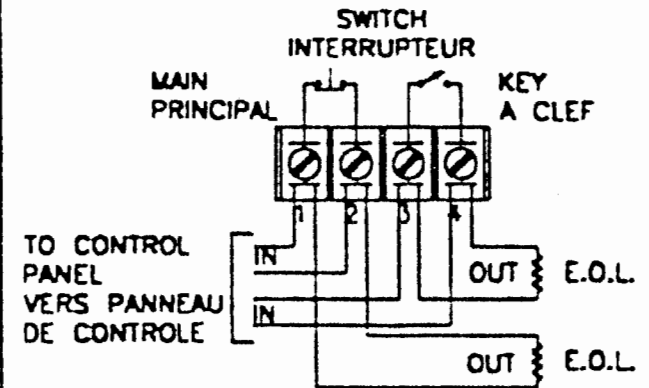 SWITCH
INTERRUPTEUR
MAIN
PRINCIPAL
KEY
A CLEF
1 2 3 4
TO CONTROL
PANEL
VERS PANNEAU
DE CONTROLE
IN
IN
OUT E.O.L.
OUT E.O.L.